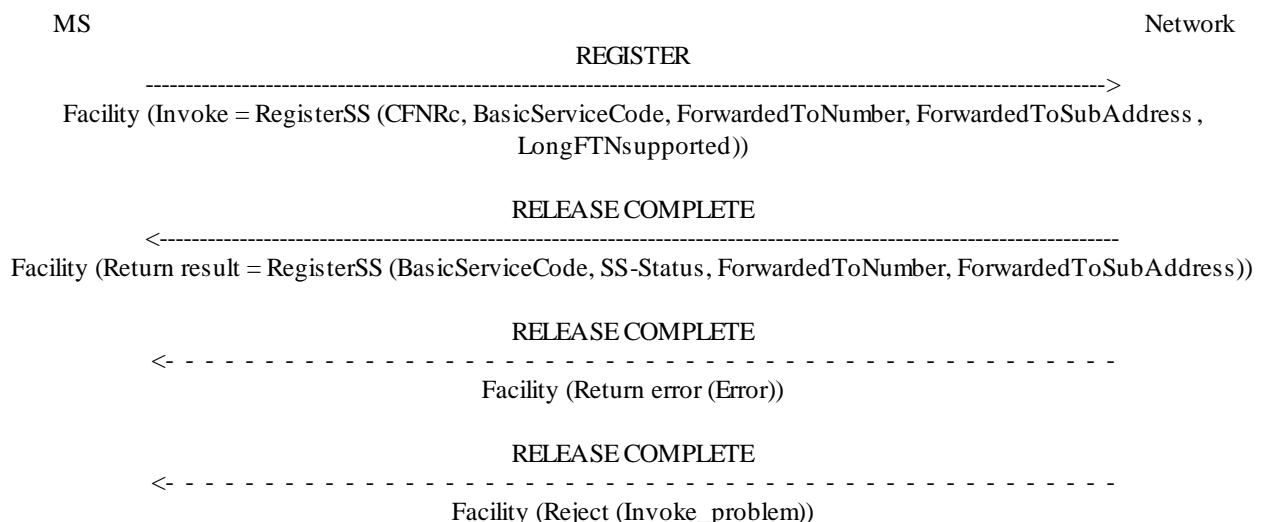 MS Network
REGISTER
------------------------------------------------------------------------------------------------------------------------>
Facility (Invoke = RegisterSS (CFNRc, BasicServiceCode, ForwardedToNumber, ForwardedToSubAddress ,
LongFTNsupported))
RELEASE COMPLETE
<------------------------------------------------------------------------------------------------------------------------
Facility (Return result = RegisterSS (BasicServiceCode, SS-Status, ForwardedToNumber, ForwardedToSubAddress))
RELEASE COMPLETE
<- - - - - - - - - - - - - - - - - - - - - - - - - - - - - - - - - - - - - - - - - - - - - - - -
Facility (Return error (Error))
RELEASE COMPLETE
<- - - - - - - - - - - - - - - - - - - - - - - - - - - - - - - - - - - - - - - - - - - - - - - -
Facility (Reject (Invoke_problem))